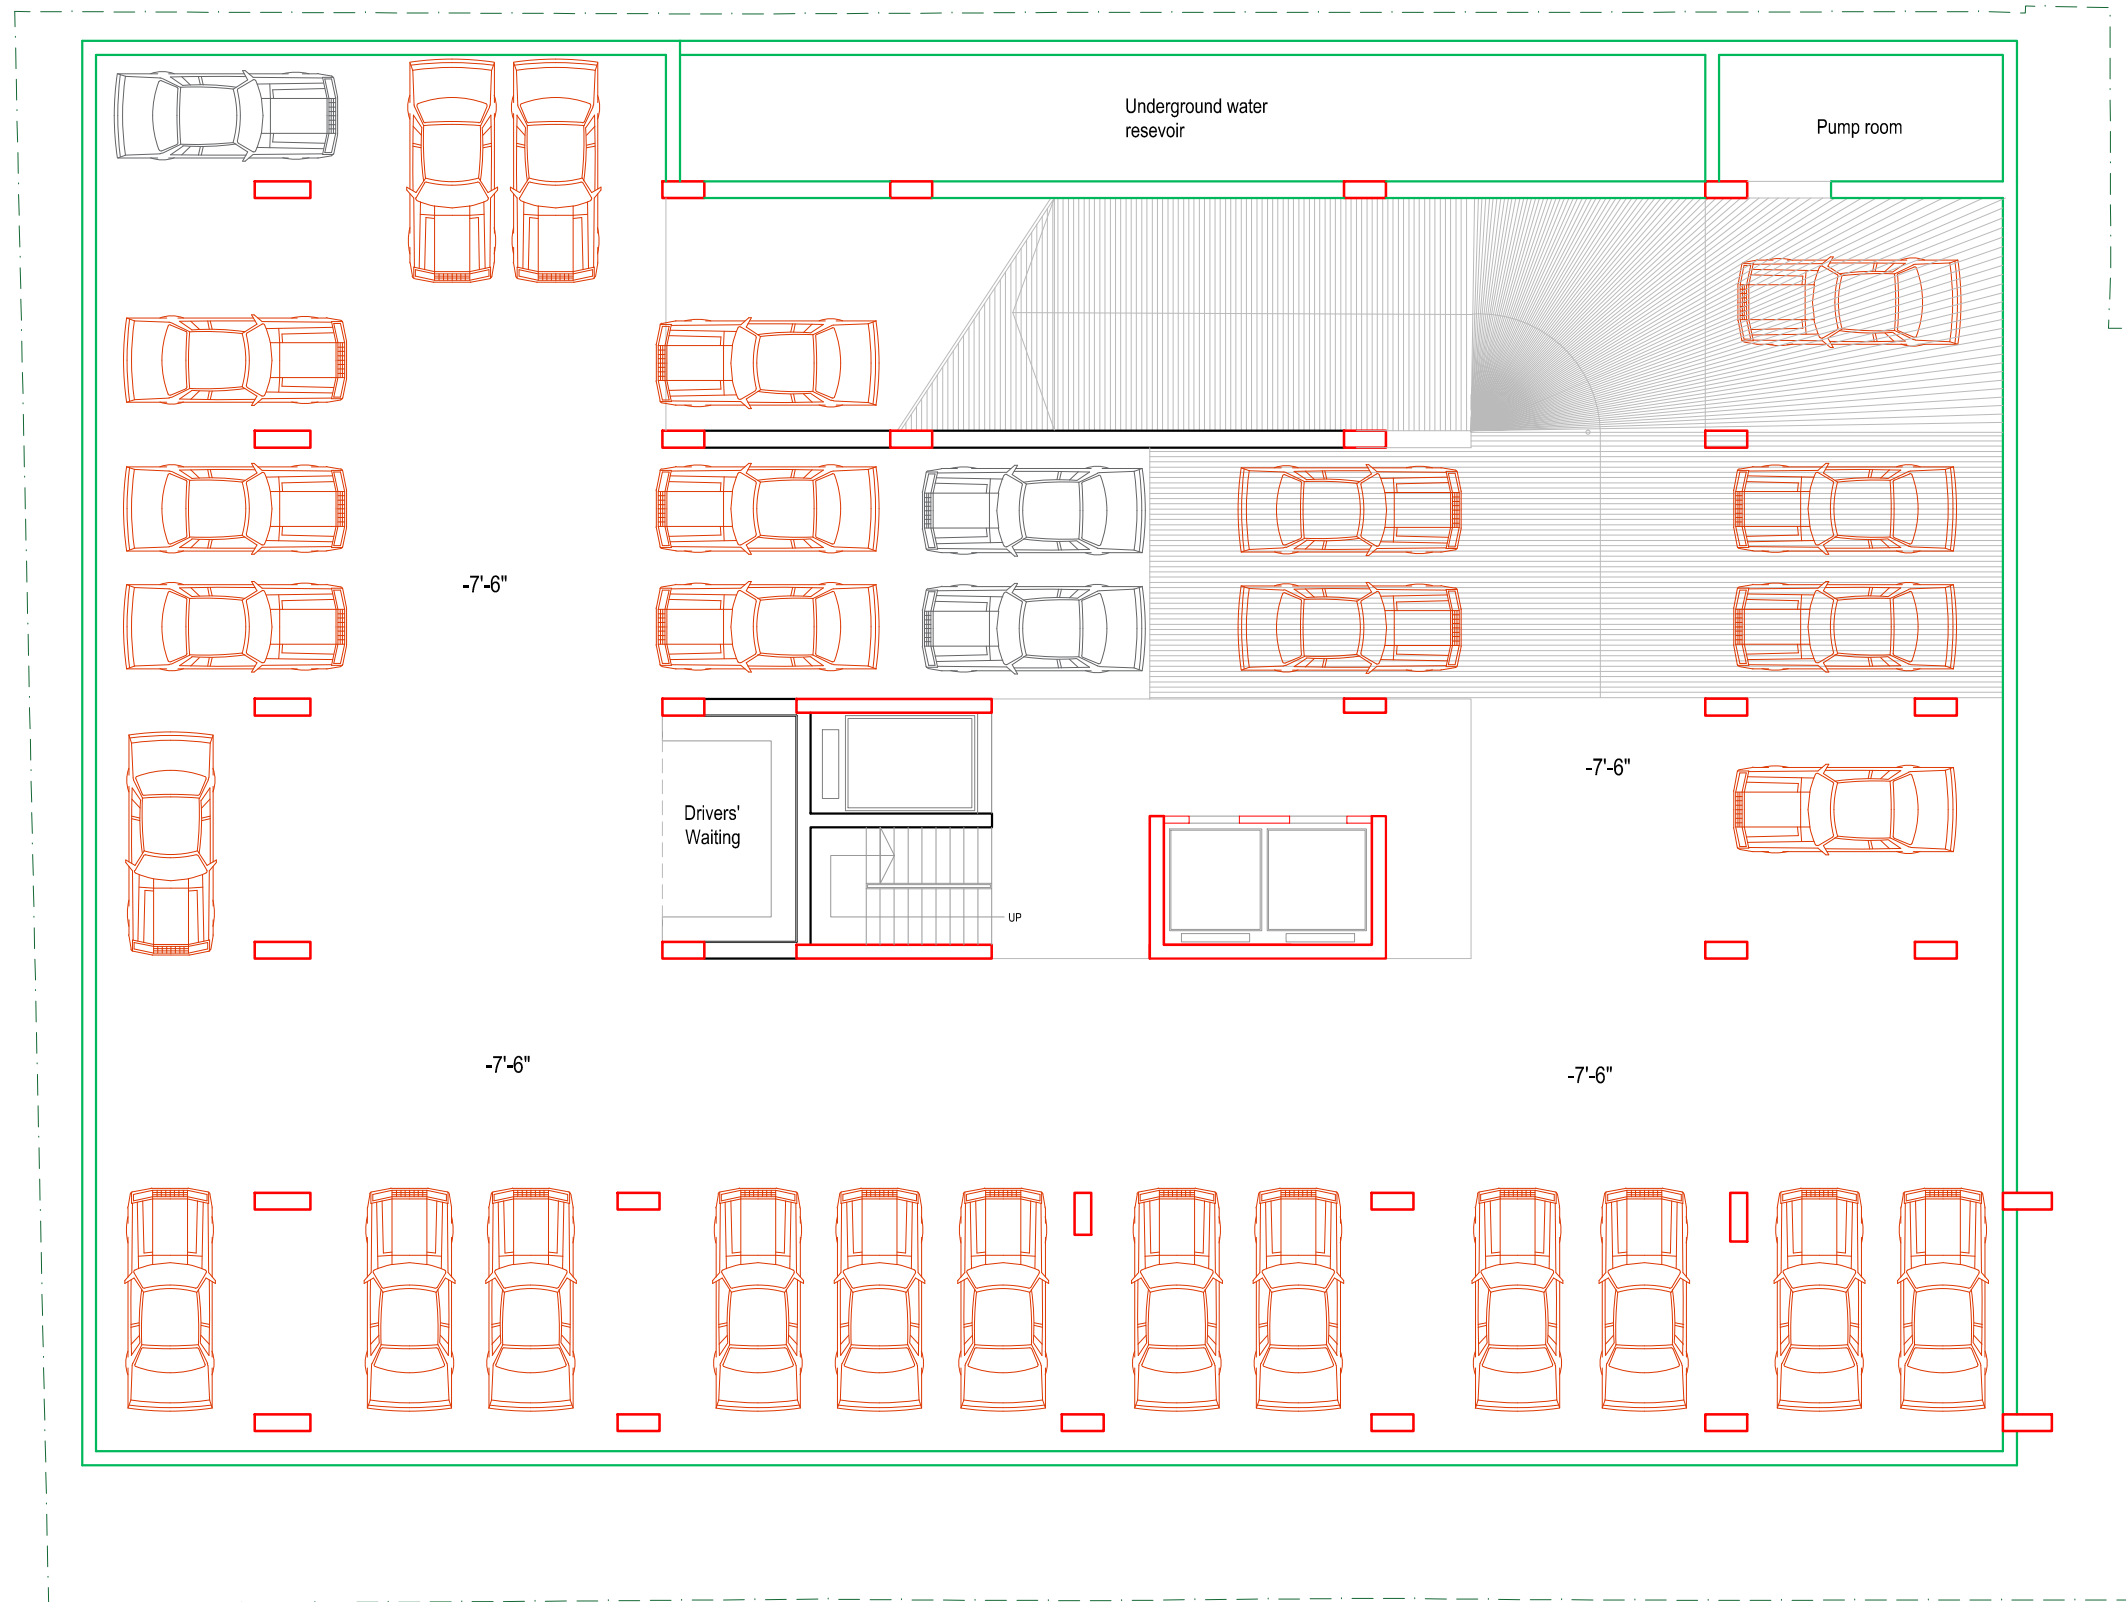 Underground water
resevoir
Pump room
-7'-6"
-7'-6"
Drivers'
Waiting
UP
-7'-6"
-7'-6"